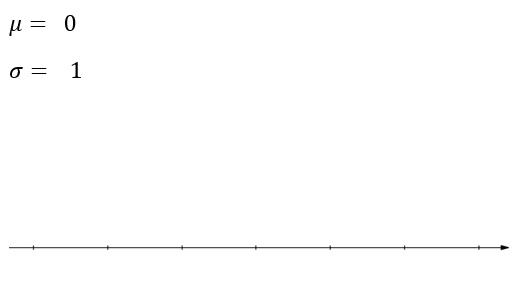 μ = 0
σ = 1